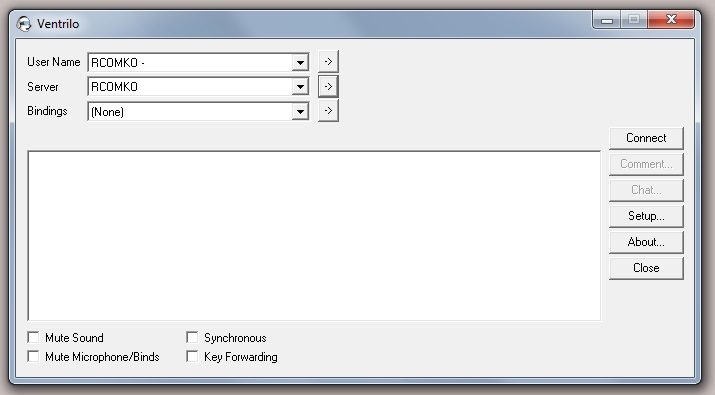 Ventrilo
User Name RCOMKO - ->
Server RCOMKO ->
Bindings (None) ->
Connect
Comment...
Chat...
Setup...
About...
Close
Mute Sound Synchronous
Mute Microphone/Binds Key Forwarding